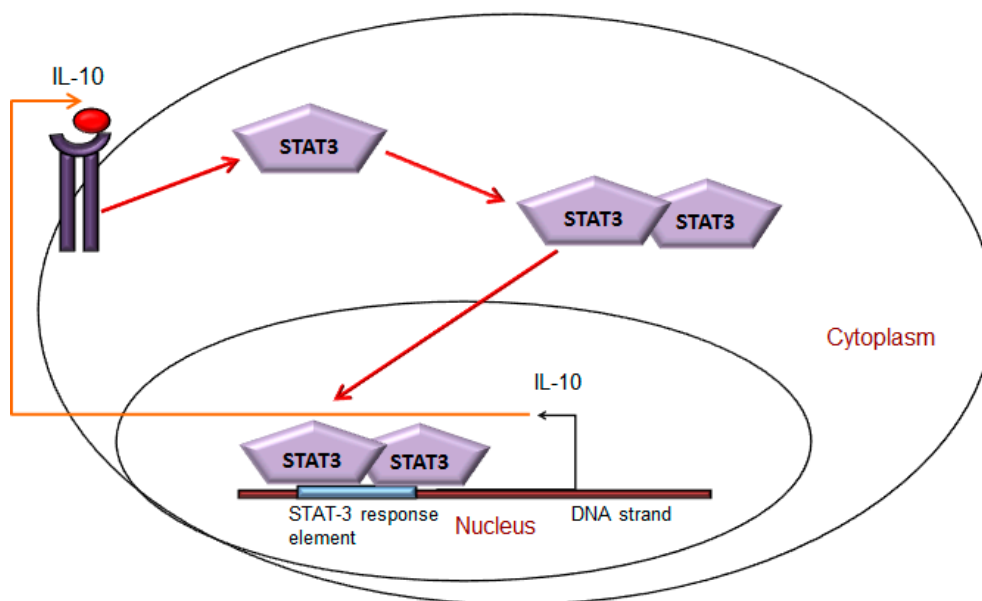 IL-10
STAT3
STAT3
STAT3
Cytoplasm
IL-10
STAT3
STAT3
STAT-3 response
element
Nucleus
DNA strand